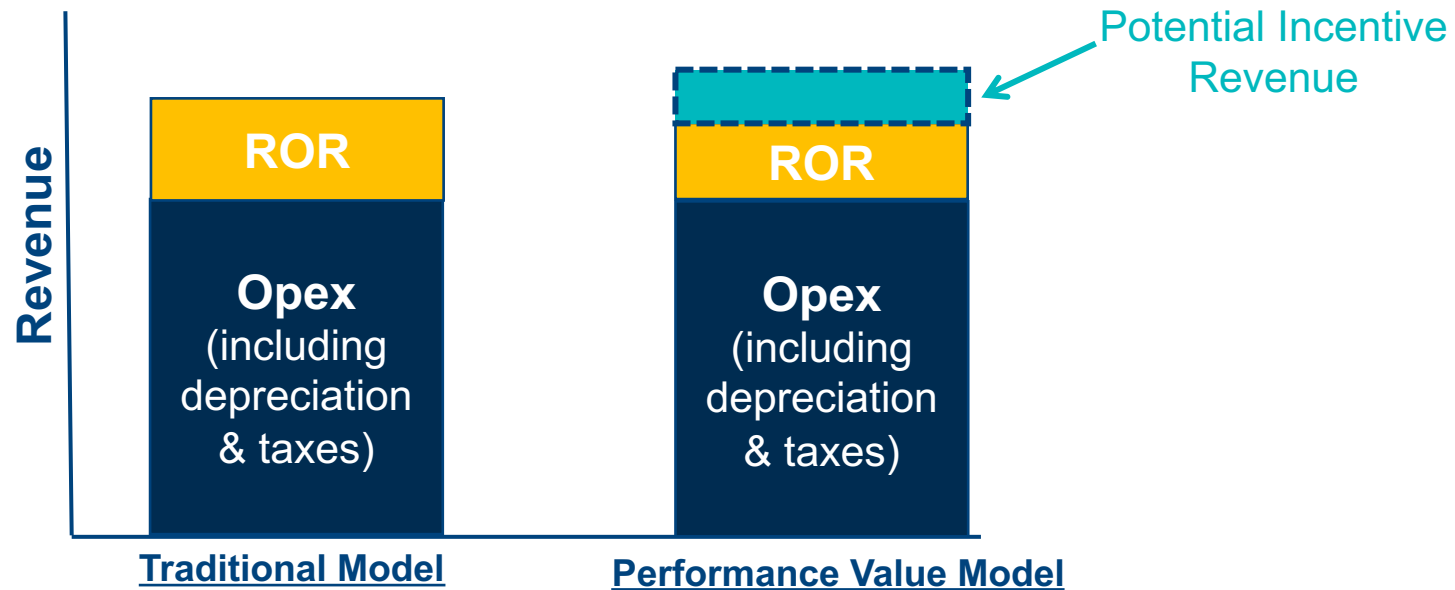 Potential Incentive
Revenue
Revenue
ROR
Opex
(including
depreciation
& taxes)
ROR
Opex
(including
depreciation
& taxes)
Traditional Model
Performance Value Model